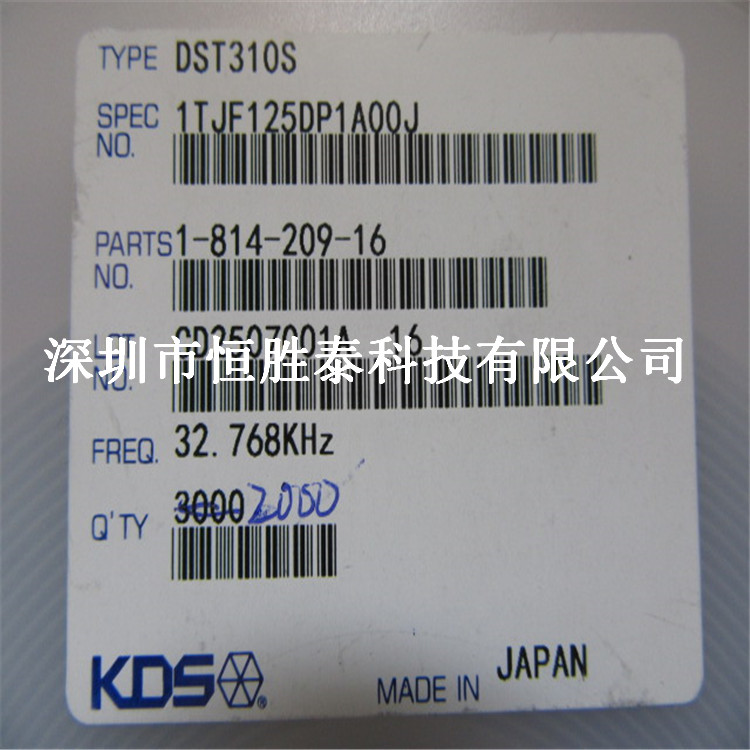 TYPE DST310S
SPEC NO. 1TJF125DP1A00J
PARTS NO. 1-814-209-16
深圳市恒胜泰科技有限公司
NO.
FREQ. 32.768KHz
Q'TY 3000 2000
KDS®
MADE IN JAPAN